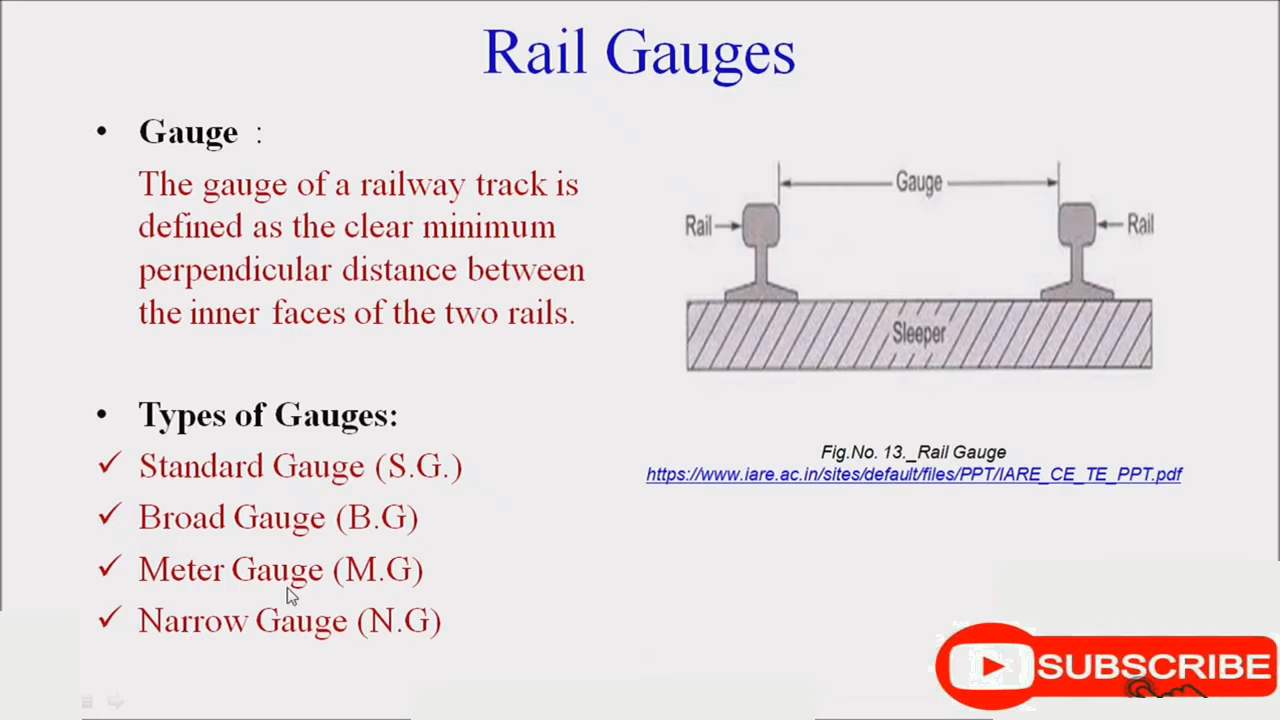 Rail Gauges
• Gauge :
The gauge of a railway track is
defined as the clear minimum
perpendicular distance between
the inner faces of the two rails.
• Types of Gauges:
✓ Standard Gauge (S.G.)
✓ Broad Gauge (B.G)
✓ Meter Gauge (M.G)
✓ Narrow Gauge (N.G)
Gauge
Rail
Rail
Sleeper
Fig.No. 13._Rail Gauge
https://www.iare.ac.in/sites/default/files/PPT/IARE_CE_TE_PPT.pdf
SUBSCRIBE